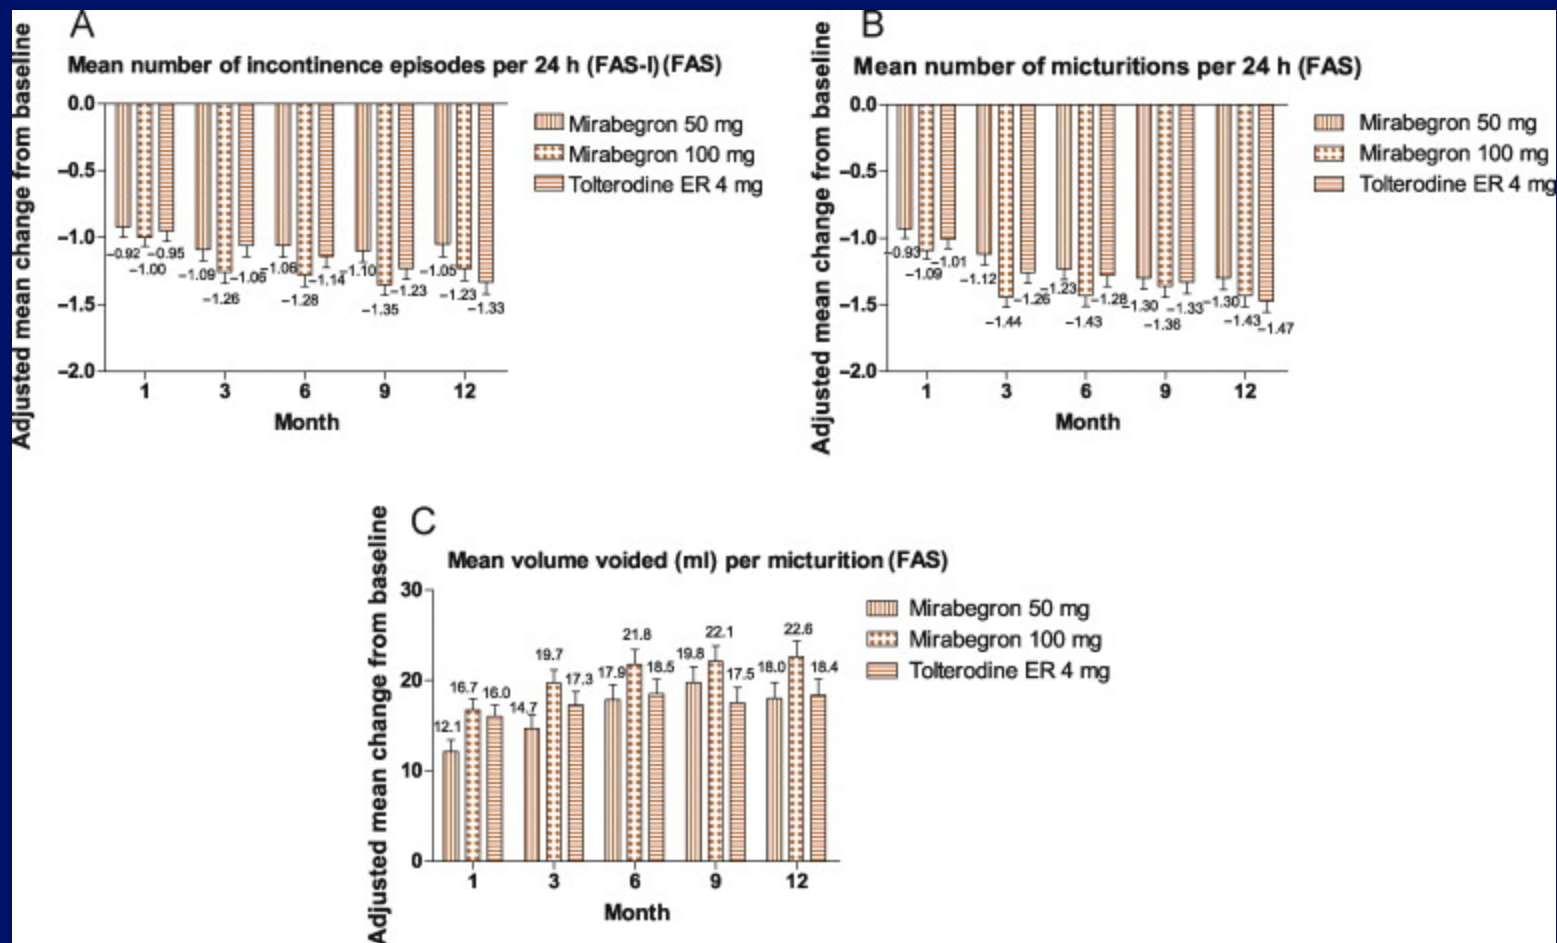 A
Mean number of incontinence episodes per 24 h (FAS-I) (FAS)
Adjusted mean change from baseline
0.0
–0.5
–1.0
–1.5
–2.0
–0.92
–1.00
–0.95
–1.09
–1.26
–1.06
–1.06
–1.28
–1.14
–1.10
–1.35
–1.23
–1.05
–1.23
–1.33
1 3 6 9 12
Month
Mirabegron 50 mg
Mirabegron 100 mg
Tolterodine ER 4 mg
B
Mean number of micturitions per 24 h (FAS)
Adjusted mean change from baseline
0.0
–0.5
–1.0
–1.5
–2.0
–0.93
–1.09
–1.01
–1.12
–1.44
–1.26
–1.23
–1.43
–1.28
–1.30
–1.36
–1.33
–1.30
–1.43
–1.47
1 3 6 9 12
Month
Mirabegron 50 mg
Mirabegron 100 mg
Tolterodine ER 4 mg
C
Mean volume voided (ml) per micturition (FAS)
Adjusted mean change from baseline
30
20
10
0
12.1
16.7
16.0
14.7
19.7
17.3
17.9
21.8
18.5
19.8
22.1
17.5
18.0
22.6
18.4
1 3 6 9 12
Month
Mirabegron 50 mg
Mirabegron 100 mg
Tolterodine ER 4 mg